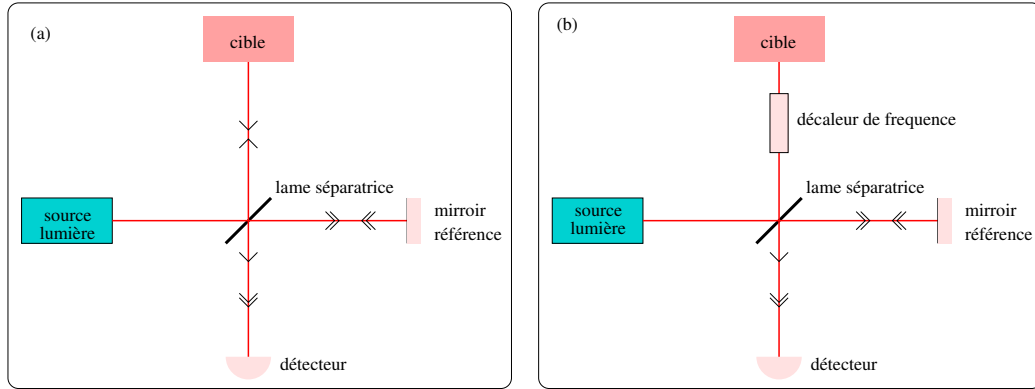 (a)
cible
lame séparatrice
source
lumière
mirroir
référence
détecteur
(b)
cible
décaleur de frequence
lame séparatrice
source
lumière
mirroir
référence
détecteur